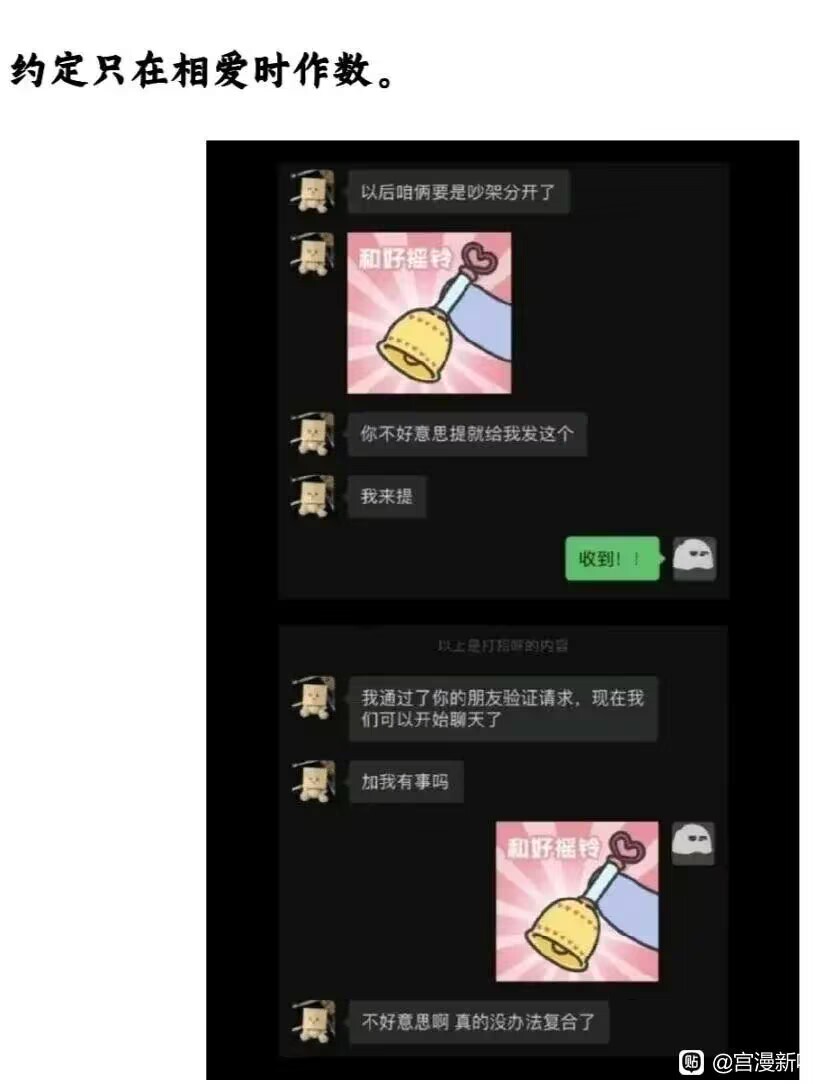 约定只在相爱时作数。
以后咱俩要是吵架分开了
和好摇铃
你不好意思提就给我发这个
我来提
收到！！
以上是打招呼的内容
我通过了你的朋友验证请求，现在我
们可以开始聊天了
加我有事吗
和好摇铃
不好意思啊 真的没办法复合了
贴 @宫漫新